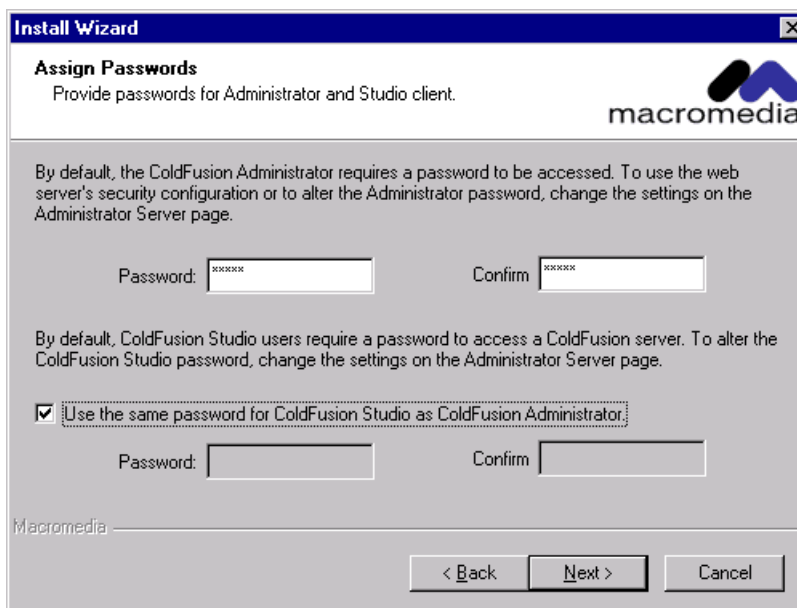 Install Wizard
Assign Passwords
Provide passwords for Administrator and Studio client.
macromedia
By default, the ColdFusion Administrator requires a password to be accessed. To use the web
server's security configuration or to alter the Administrator password, change the settings on the
Administrator Server page.
Password: ***** Confirm *****
By default, ColdFusion Studio users require a password to access a ColdFusion server. To alter the
ColdFusion Studio password, change the settings on the Administrator Server page.
Use the same password for ColdFusion Studio as ColdFusion Administrator.
Password: Confirm
Macromedia
< Back Next > Cancel